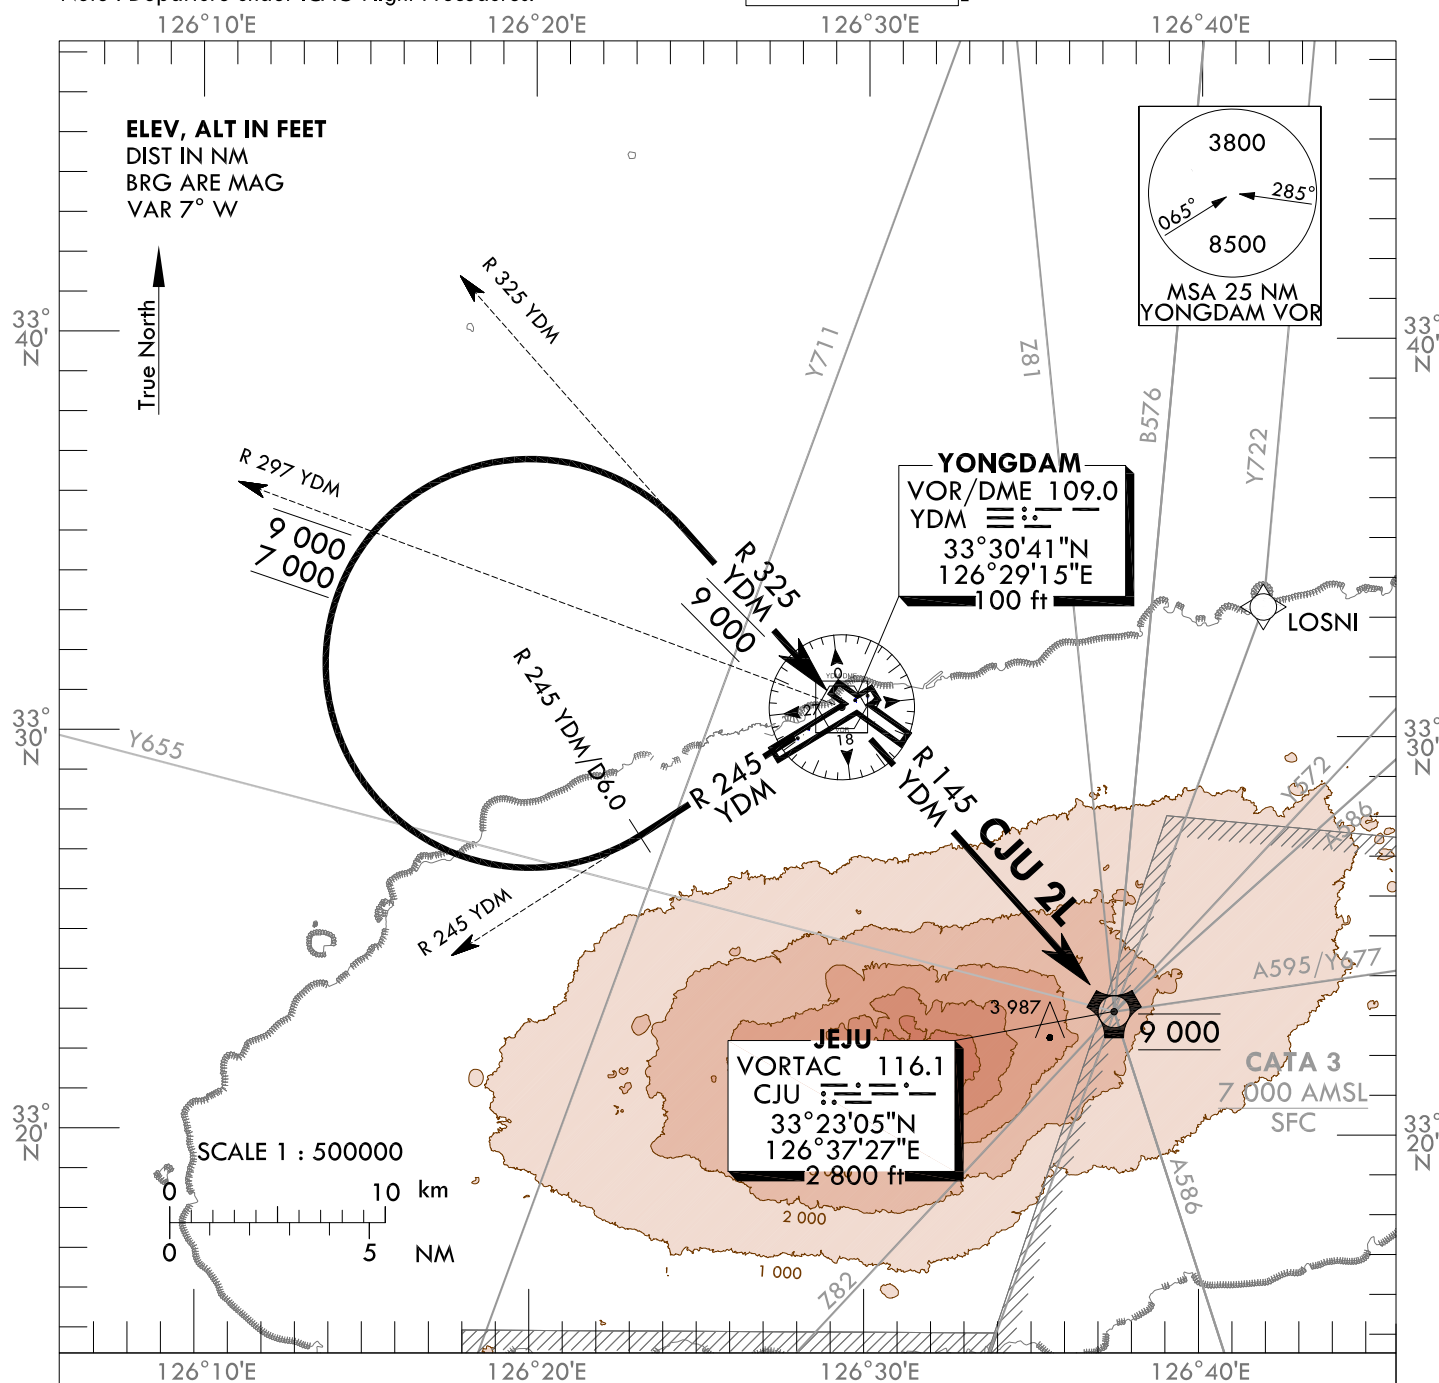 126°10'E
126°20'E
126°30'E
126°40'E
ELEV, ALT IN FEET
DIST IN NM
BRG ARE MAG
VAR 7° W
True North
3800
065°
285°
8500
MSA 25 NM
YONGDAM VOR
33°
40'
N
33°
40'
N
R 325 YDM
Y711
Z81
B576
Y722
R 297 YDM
9 000
7 000
YONGDAM
VOR/DME 109.0
YDM
33°30'41"N
126°29'15"E
100 ft
R 325
YDM
9 000
LOSNI
R 245 YDM/D6.0
0
27
18
33°
30'
N
33°
30'
N
Y655
R 245
YDM
R 145
YDM
CJU 2L
Y572
A586
R 245 YDM
A595/Y677
3 987
9 000
JEJU
VORTAC 116.1
CJU
33°23'05"N
126°37'27"E
2 800 ft
CATA 3
7 000 AMSL
SFC
33°
20'
N
33°
20'
N
SCALE 1 : 500000
0 10 km
0 5 NM
2 000
1 000
A586
Z82
126°10'E
126°20'E
126°30'E
126°40'E